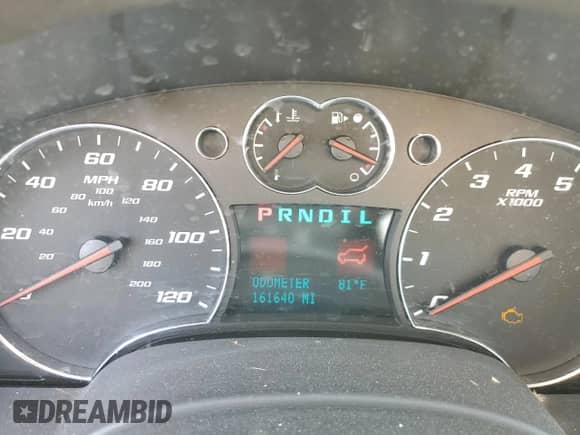 60
40 MPH 80
100
80 120
60 km/h
20 40 140 100
20 160
180
200 120
PRNDIL
ODOMETER 81°F
161640 MI
3 4 5
2 RPM
X1000
1
0
DREAMBID